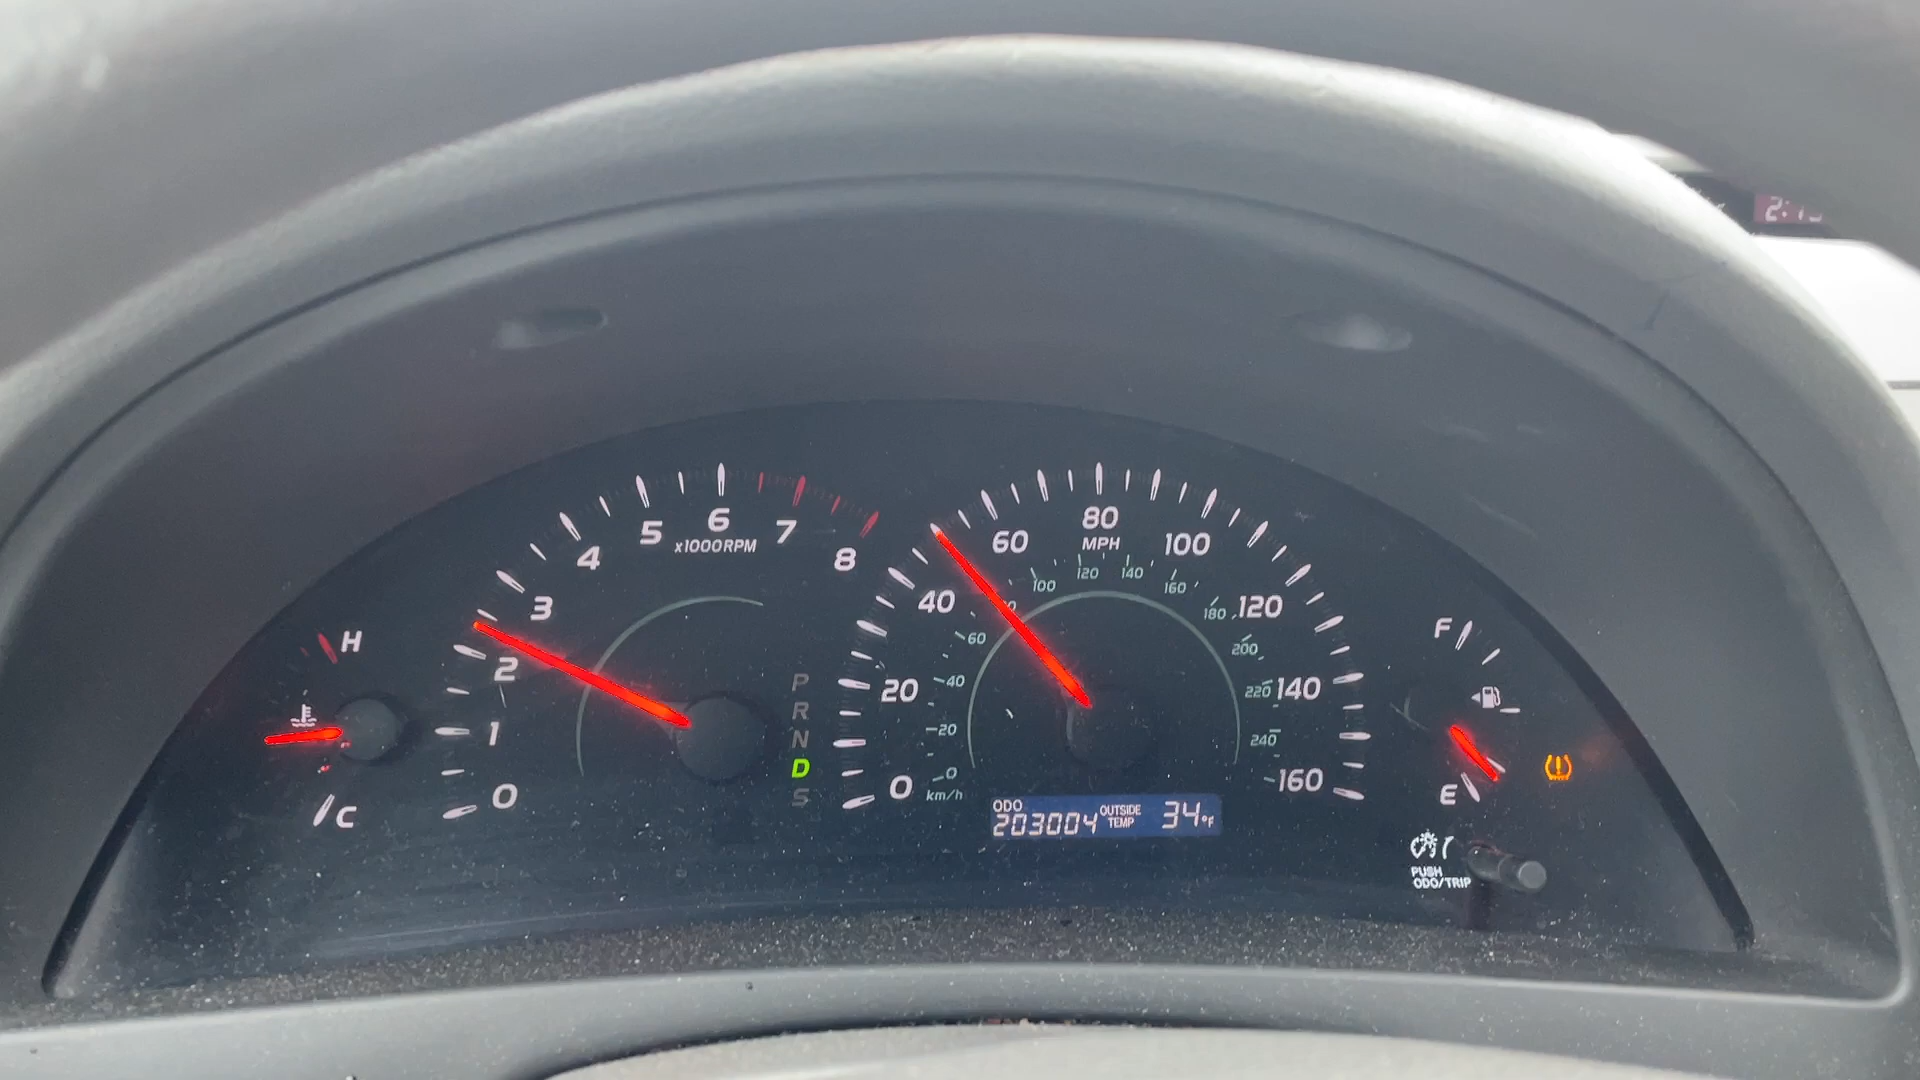 2:1
5 6 7
x1000RPM
4 8
3
2
1
0
H
C
P
R
N
D
S
60 80 100
MPH
40 120
20 140
0 160
100 120 140 160
180
60 200
40 220
20 240
0
km/h
ODO
203004
OUTSIDE
TEMP
34°F
F
E
PUSH
ODO/TRIP